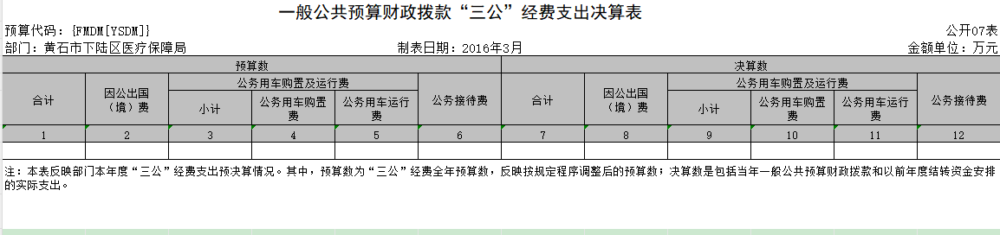 一般公共预算财政拨款“三公”经费支出决算表
预算代码：{FMDM[YSDM]} 公开07表
部门：黄石市下陆区医疗保障局 制表日期：2016年3月 金额单位：万元
预算数 决算数
合计 因公出国（境）费 公务用车购置及运行费 公务接待费 合计 因公出国（境）费 公务用车购置及运行费 公务接待费
小计 公务用车购置费 公务用车运行费 小计 公务用车购置费 公务用车运行费
1 2 3 4 5 6 7 8 9 10 11 12
注：本表反映部门本年度“三公”经费支出预决算情况。其中，预算数为“三公”经费全年预算数，反映按规定程序调整后的预算数；决算数是包括当年一般公共预算财政拨款和以前年度结转资金安排
的实际支出。